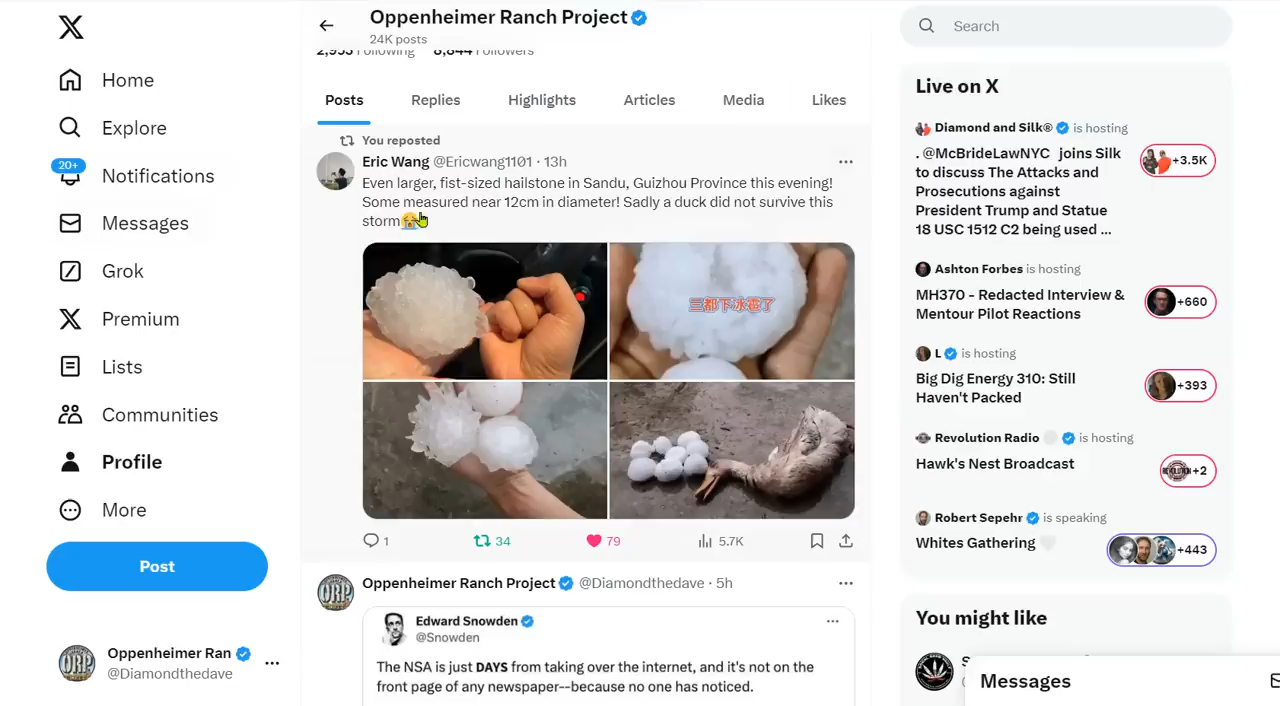 Home
Explore
20+
Notifications
Messages
Grok
Premium
Lists
Communities
Profile
More
Post
Oppenheimer Ran
@Diamondthedave
Oppenheimer Ranch Project
24K posts
2,953 Following 8,844 Followers
Posts Replies Highlights Articles Media Likes
You reposted
Eric Wang @Ericwang1101 · 13h
Even larger, fist-sized hailstone in Sandu, Guizhou Province this evening!
Some measured near 12cm in diameter! Sadly a duck did not survive this
storm
三都下冰雹了
1 34 79 5.7K
Oppenheimer Ranch Project @Diamondthedave · 5h
ORP
Edward Snowden
@Snowden
The NSA is just DAYS from taking over the internet, and it's not on the
front page of any newspaper--because no one has noticed.
Search
Live on X
Diamond and Silk® is hosting
. @McBrideLawNYC joins Silk
to discuss The Attacks and
Prosecutions against
President Trump and Statue
18 USC 1512 C2 being used ...
+3.5K
Ashton Forbes is hosting
MH370 - Redacted Interview &
Mentour Pilot Reactions
+660
L is hosting
Big Dig Energy 310: Still
Haven't Packed
+393
Revolution Radio is hosting
Hawk's Nest Broadcast
+2
Robert Sepehr is speaking
Whites Gathering
+443
You might like
Messages